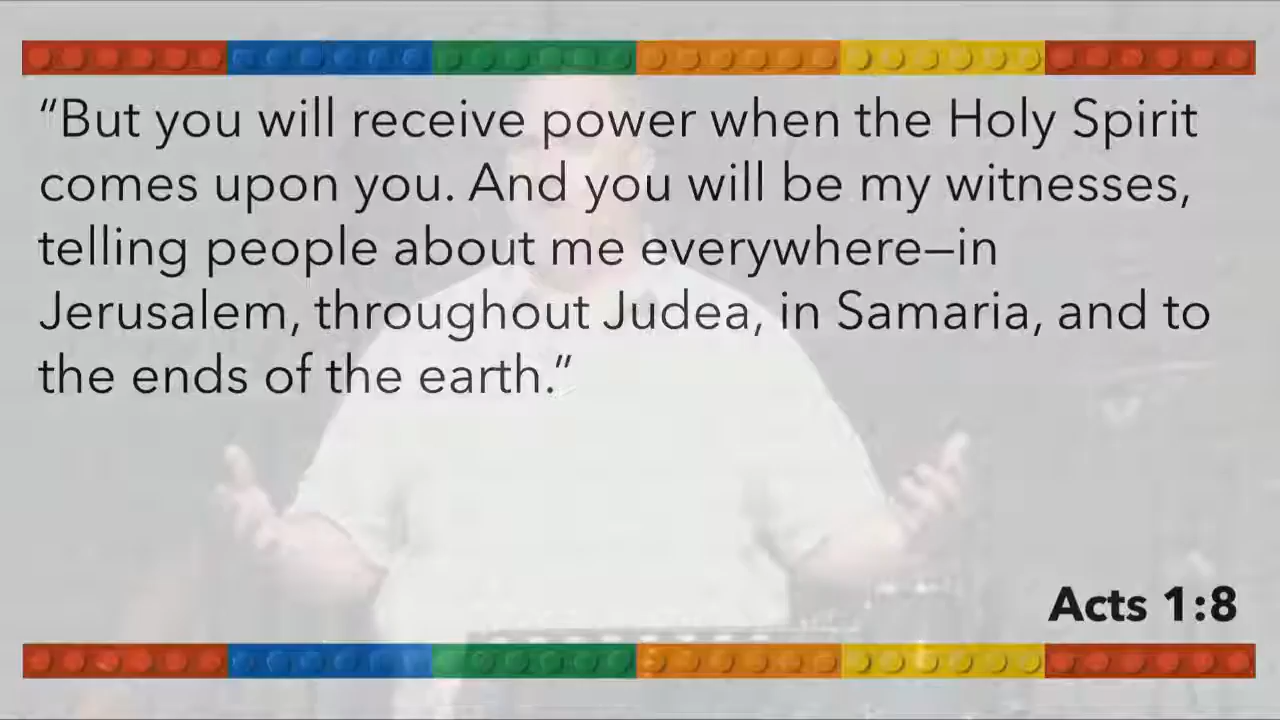 “But you will receive power when the Holy Spirit
comes upon you. And you will be my witnesses,
telling people about me everywhere—in
Jerusalem, throughout Judea, in Samaria, and to
the ends of the earth.”
Acts 1:8